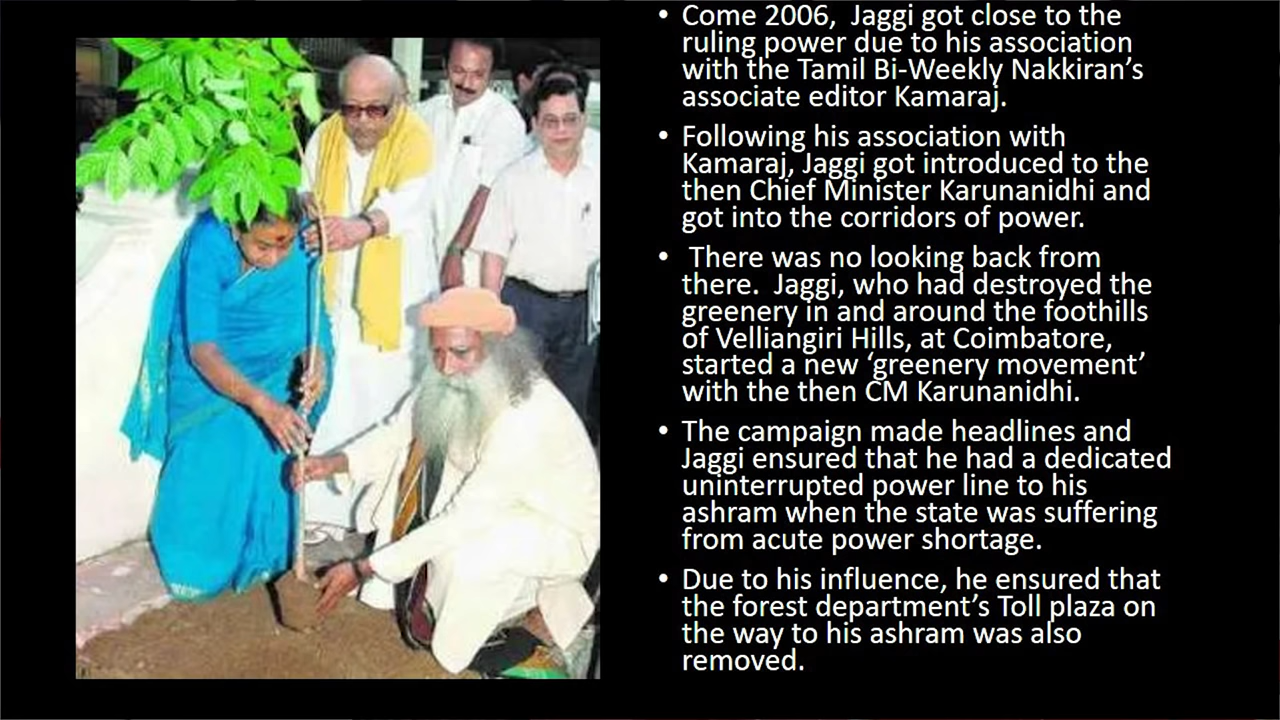 • Come 2006,  Jaggi got close to the
ruling power due to his association
with the Tamil Bi-Weekly Nakkiran’s
associate editor Kamaraj.
• Following his association with
Kamaraj, Jaggi got introduced to the
then Chief Minister Karunanidhi and
got into the corridors of power.
•  There was no looking back from
there.  Jaggi, who had destroyed the
greenery in and around the foothills
of Velliangiri Hills, at Coimbatore,
started a new ‘greenery movement’
with the then CM Karunanidhi.
• The campaign made headlines and
Jaggi ensured that he had a dedicated
uninterrupted power line to his
ashram when the state was suffering
from acute power shortage.
• Due to his influence, he ensured that
the forest department’s Toll plaza on
the way to his ashram was also
removed.